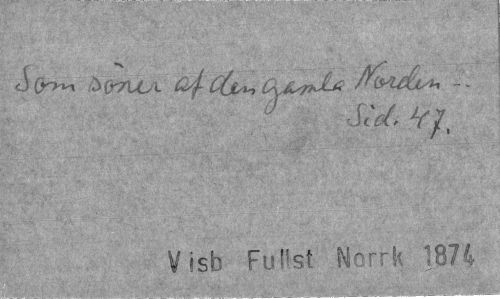 Som söner af den gamla Norden -.
Sid. 47.
Visb Fullst Norrk 1874